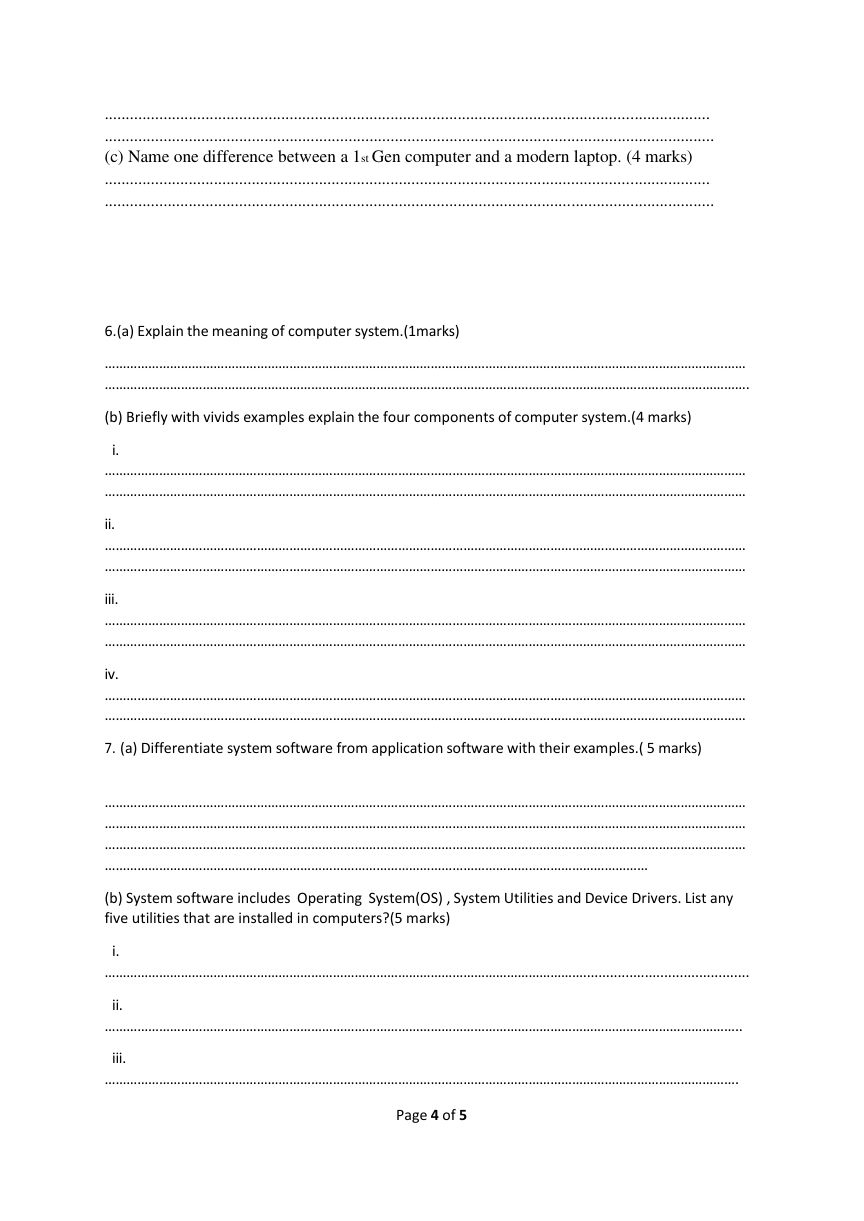 ................................................................................................................................................
.................................................................................................................................................
(c) Name one difference between a 1st Gen computer and a modern laptop. (4 marks)
................................................................................................................................................
.................................................................................................................................................
6.(a) Explain the meaning of computer system.(1marks)
……………………………………………………………………………………………………………………………………………………………
……………………………………………………………………………………………………………………………………………………………..
(b) Briefly with vivids examples explain the four components of computer system.(4 marks)
i.
……………………………………………………………………………………………………………………………………………………………
……………………………………………………………………………………………………………………………………………………………
ii.
……………………………………………………………………………………………………………………………………………………………
……………………………………………………………………………………………………………………………………………………………
iii.
……………………………………………………………………………………………………………………………………………………………
……………………………………………………………………………………………………………………………………………………………
iv.
……………………………………………………………………………………………………………………………………………………………
……………………………………………………………………………………………………………………………………………………………
7. (a) Differentiate system software from application software with their examples.( 5 marks)
……………………………………………………………………………………………………………………………………………………………
……………………………………………………………………………………………………………………………………………………………
……………………………………………………………………………………………………………………………………………………………
……………………………………………………………………………………………………………………………………
(b) System software includes Operating System(OS) , System Utilities and Device Drivers. List any
five utilities that are installed in computers?(5 marks)
i.
………………………………………………………………………………………………………………………......................................
ii.
…………………………………………………………………………………………………………………………………………………………..
iii.
………………………………………………………………………………………………………………………………………………………….
Page 4 of 5